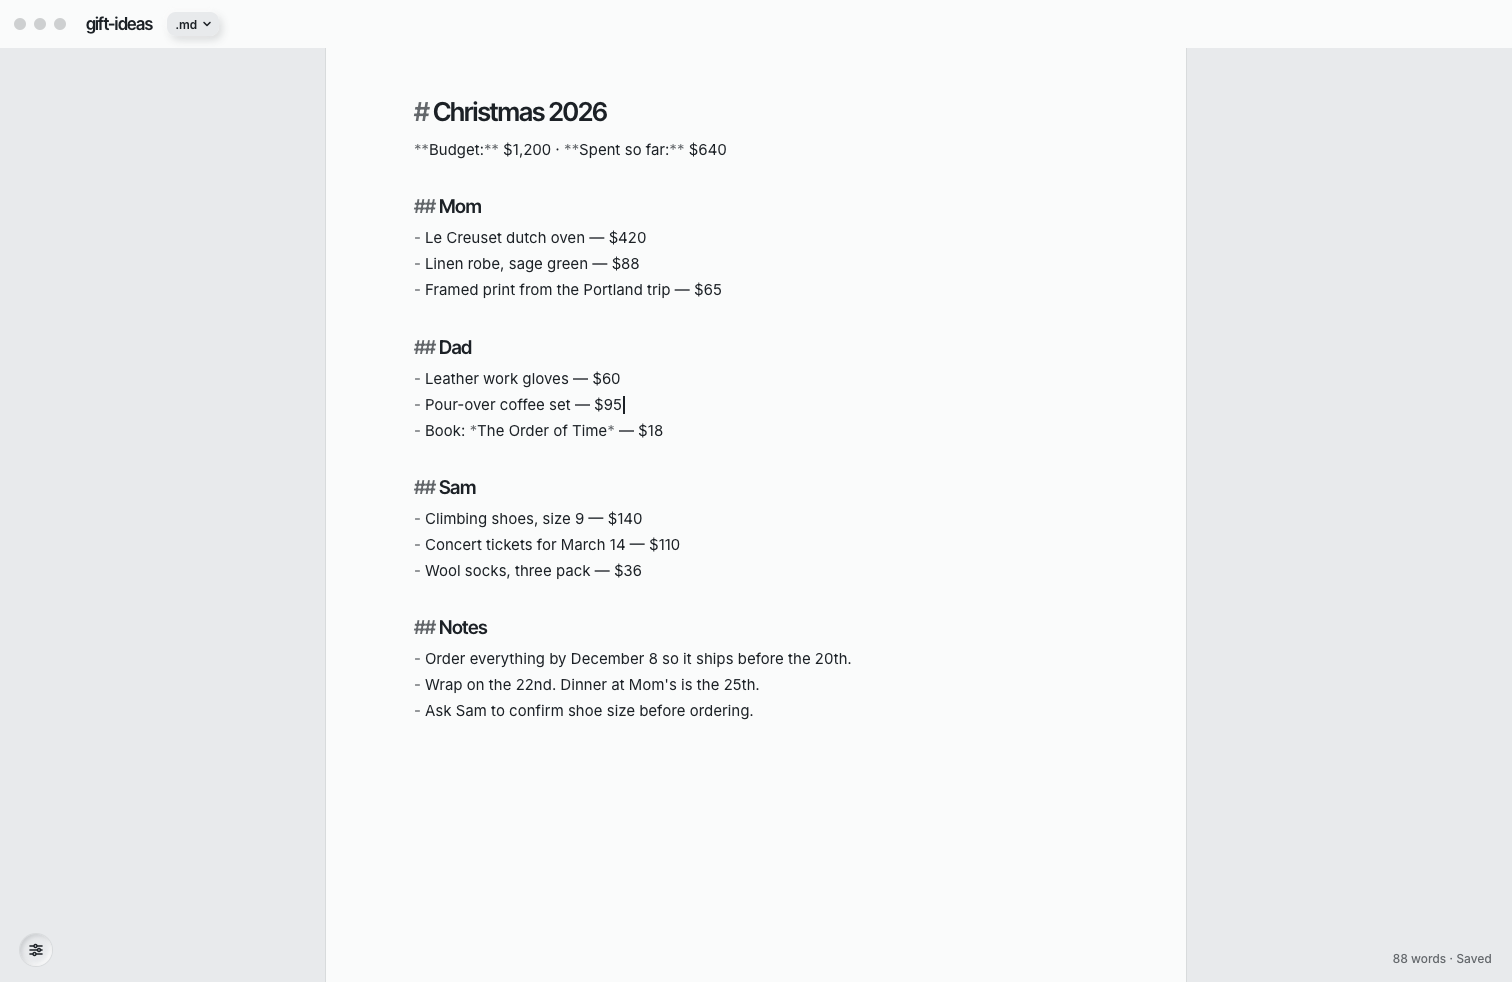 gift-ideas .md
# Christmas 2026
**Budget:** $1,200 · **Spent so far:** $640
## Mom
- Le Creuset dutch oven — $420
- Linen robe, sage green — $88
- Framed print from the Portland trip — $65
## Dad
- Leather work gloves — $60
- Pour-over coffee set — $95
- Book: *The Order of Time* — $18
## Sam
- Climbing shoes, size 9 — $140
- Concert tickets for March 14 — $110
- Wool socks, three pack — $36
## Notes
- Order everything by December 8 so it ships before the 20th.
- Wrap on the 22nd. Dinner at Mom's is the 25th.
- Ask Sam to confirm shoe size before ordering.
88 words · Saved